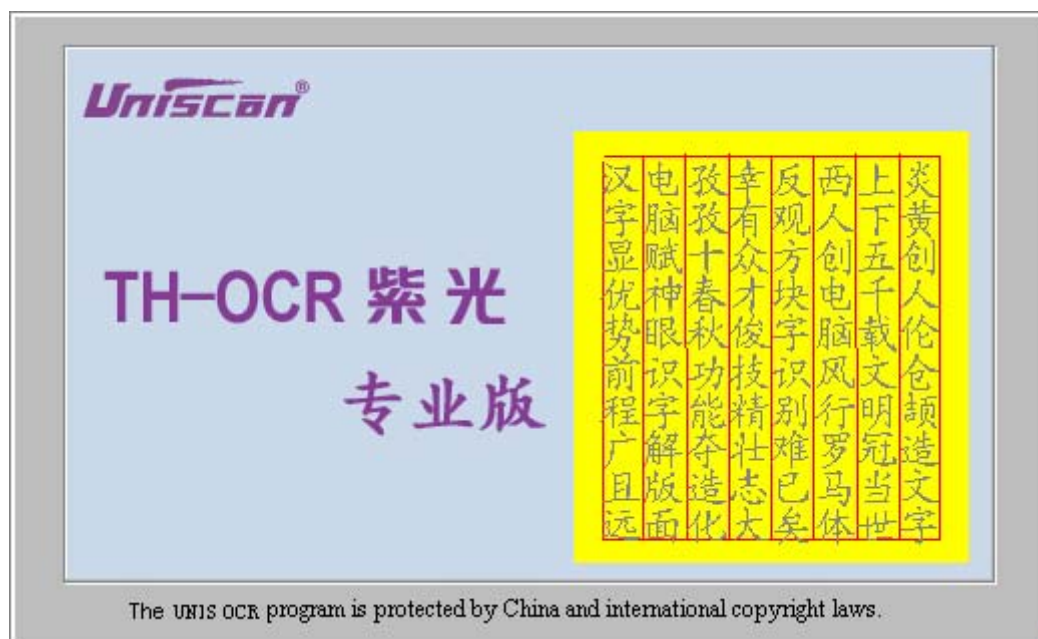 Uniscan®
TH-OCR 紫光
专业版
炎黄创人伦仓颉造文字
上下五千载文明冠当世
西人创电脑风行罗马体
反观方块字识别难已矣
幸有众才俊技精壮志大
孜孜十春秋功能夺造化
电脑赋神眼识字解版面
汉字显优势前程广且远
The UNIS OCR program is protected by China and international copyright laws.